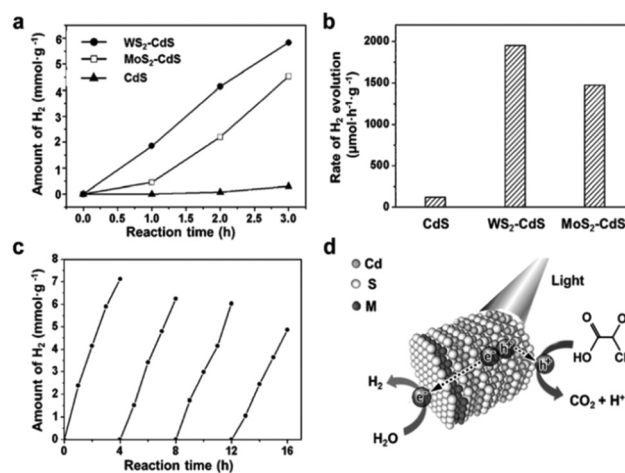 a
Amount of H₂ (mmol·g⁻¹)
6
5
4
3
2
1
0
WS₂-CdS
MoS₂-CdS
CdS
0.0 0.5 1.0 1.5 2.0 2.5 3.0
Reaction time (h)
b
Rate of H₂ evolution
(μmol·h⁻¹·g⁻¹)
2000
1500
1000
500
0
CdS WS₂-CdS MoS₂-CdS
c
Amount of H₂ (mmol·g⁻¹)
8
7
6
5
4
3
2
1
0
0 4 8 12 16
Reaction time (h)
d
Cd
S
M
Light
O
HO
e⁻ h⁺
h⁺
H₂
e⁻
CO₂ + H⁺
H₂O